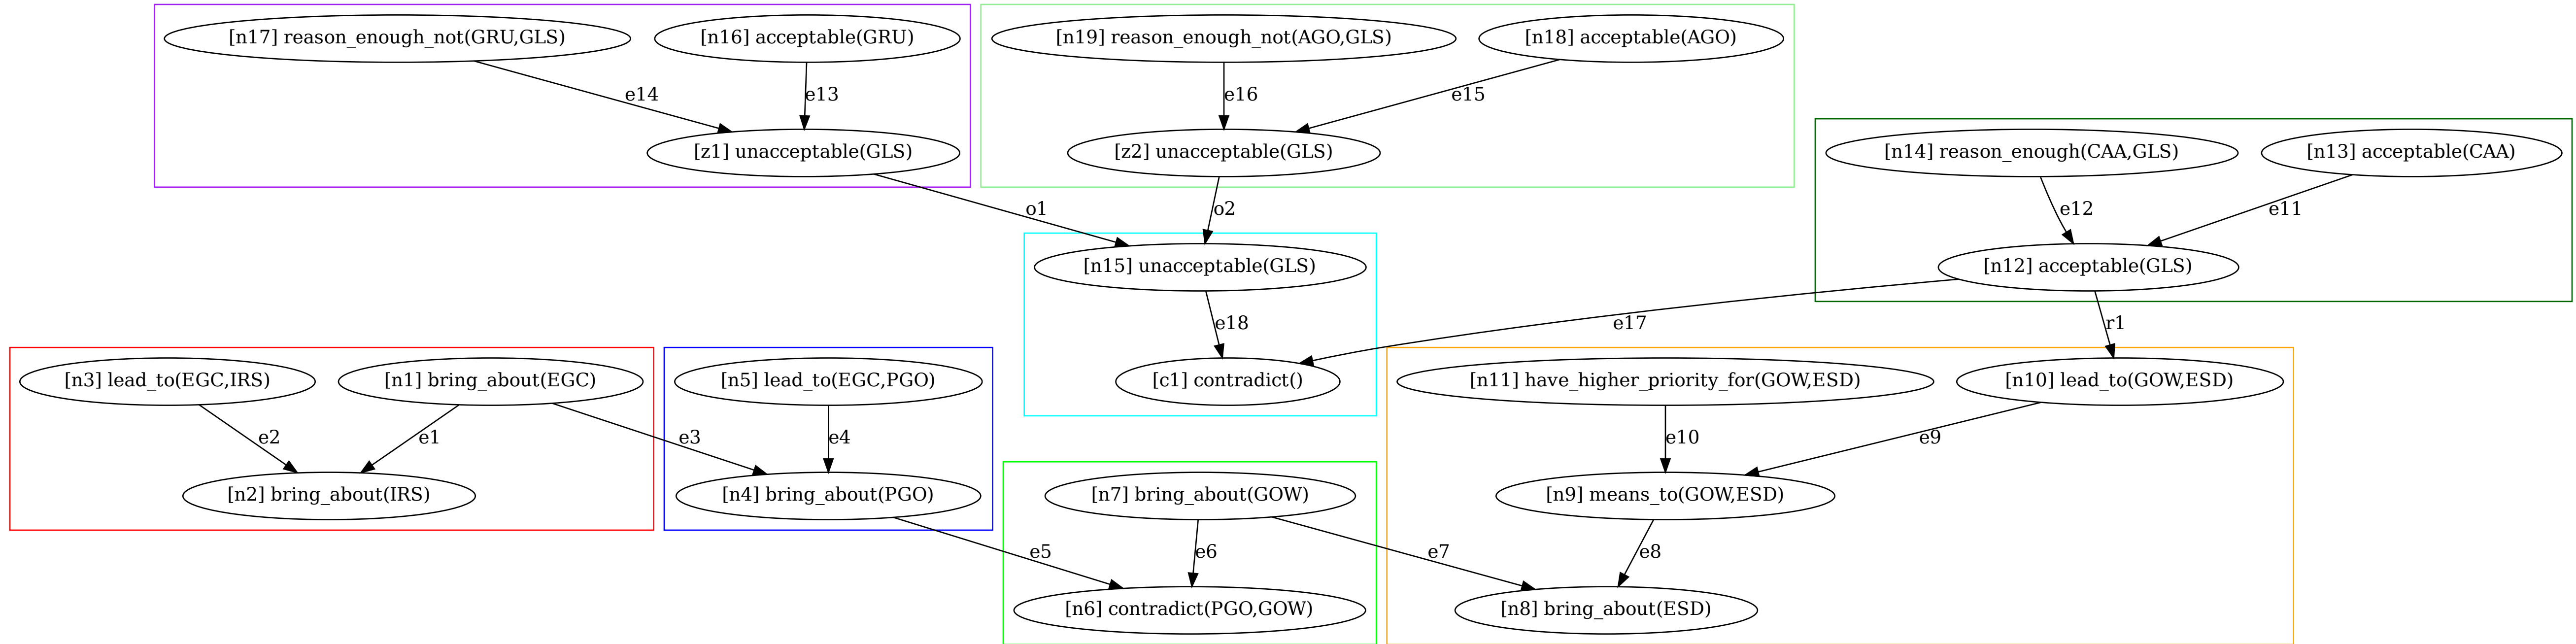 [n17] reason_enough_not(GRU,GLS)
[n16] acceptable(GRU)
[n19] reason_enough_not(AGO,GLS)
[n18] acceptable(AGO)
e14
e13
e16
e15
[z1] unacceptable(GLS)
[z2] unacceptable(GLS)
[n14] reason_enough(CAA,GLS)
[n13] acceptable(CAA)
o1
o2
e12
e11
[n15] unacceptable(GLS)
[n12] acceptable(GLS)
e18
e17
r1
[n3] lead_to(EGC,IRS)
[n1] bring_about(EGC)
[n5] lead_to(EGC,PGO)
[c1] contradict()
[n11] have_higher_priority_for(GOW,ESD)
[n10] lead_to(GOW,ESD)
e2
e1
e3
e4
e10
e9
[n2] bring_about(IRS)
[n4] bring_about(PGO)
[n7] bring_about(GOW)
[n9] means_to(GOW,ESD)
e5
e6
e7
e8
[n6] contradict(PGO,GOW)
[n8] bring_about(ESD)